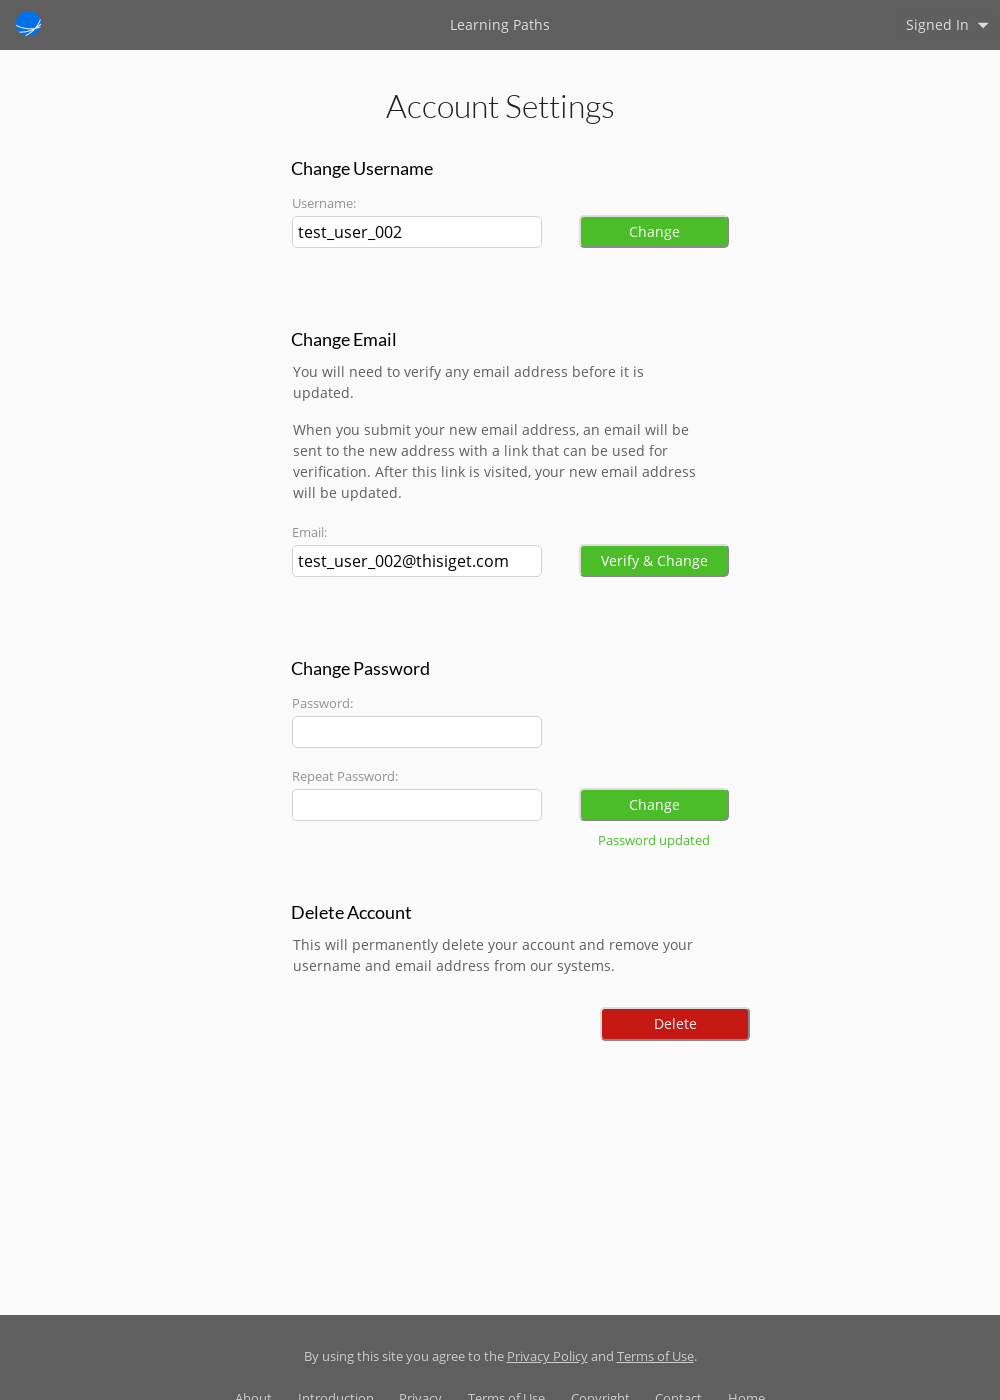 Learning Paths
Signed In
Account Settings
Change Username
Username:
test_user_002
Change
Change Email
You will need to verify any email address before it is
updated.
When you submit your new email address, an email will be
sent to the new address with a link that can be used for
verification. After this link is visited, your new email address
will be updated.
Email:
test_user_002@thisiget.com
Verify & Change
Change Password
Password:
Repeat Password:
Change
Password updated
Delete Account
This will permanently delete your account and remove your
username and email address from our systems.
Delete
By using this site you agree to the Privacy Policy and Terms of Use.
About Introduction Privacy Terms of Use Copyright Contact Home